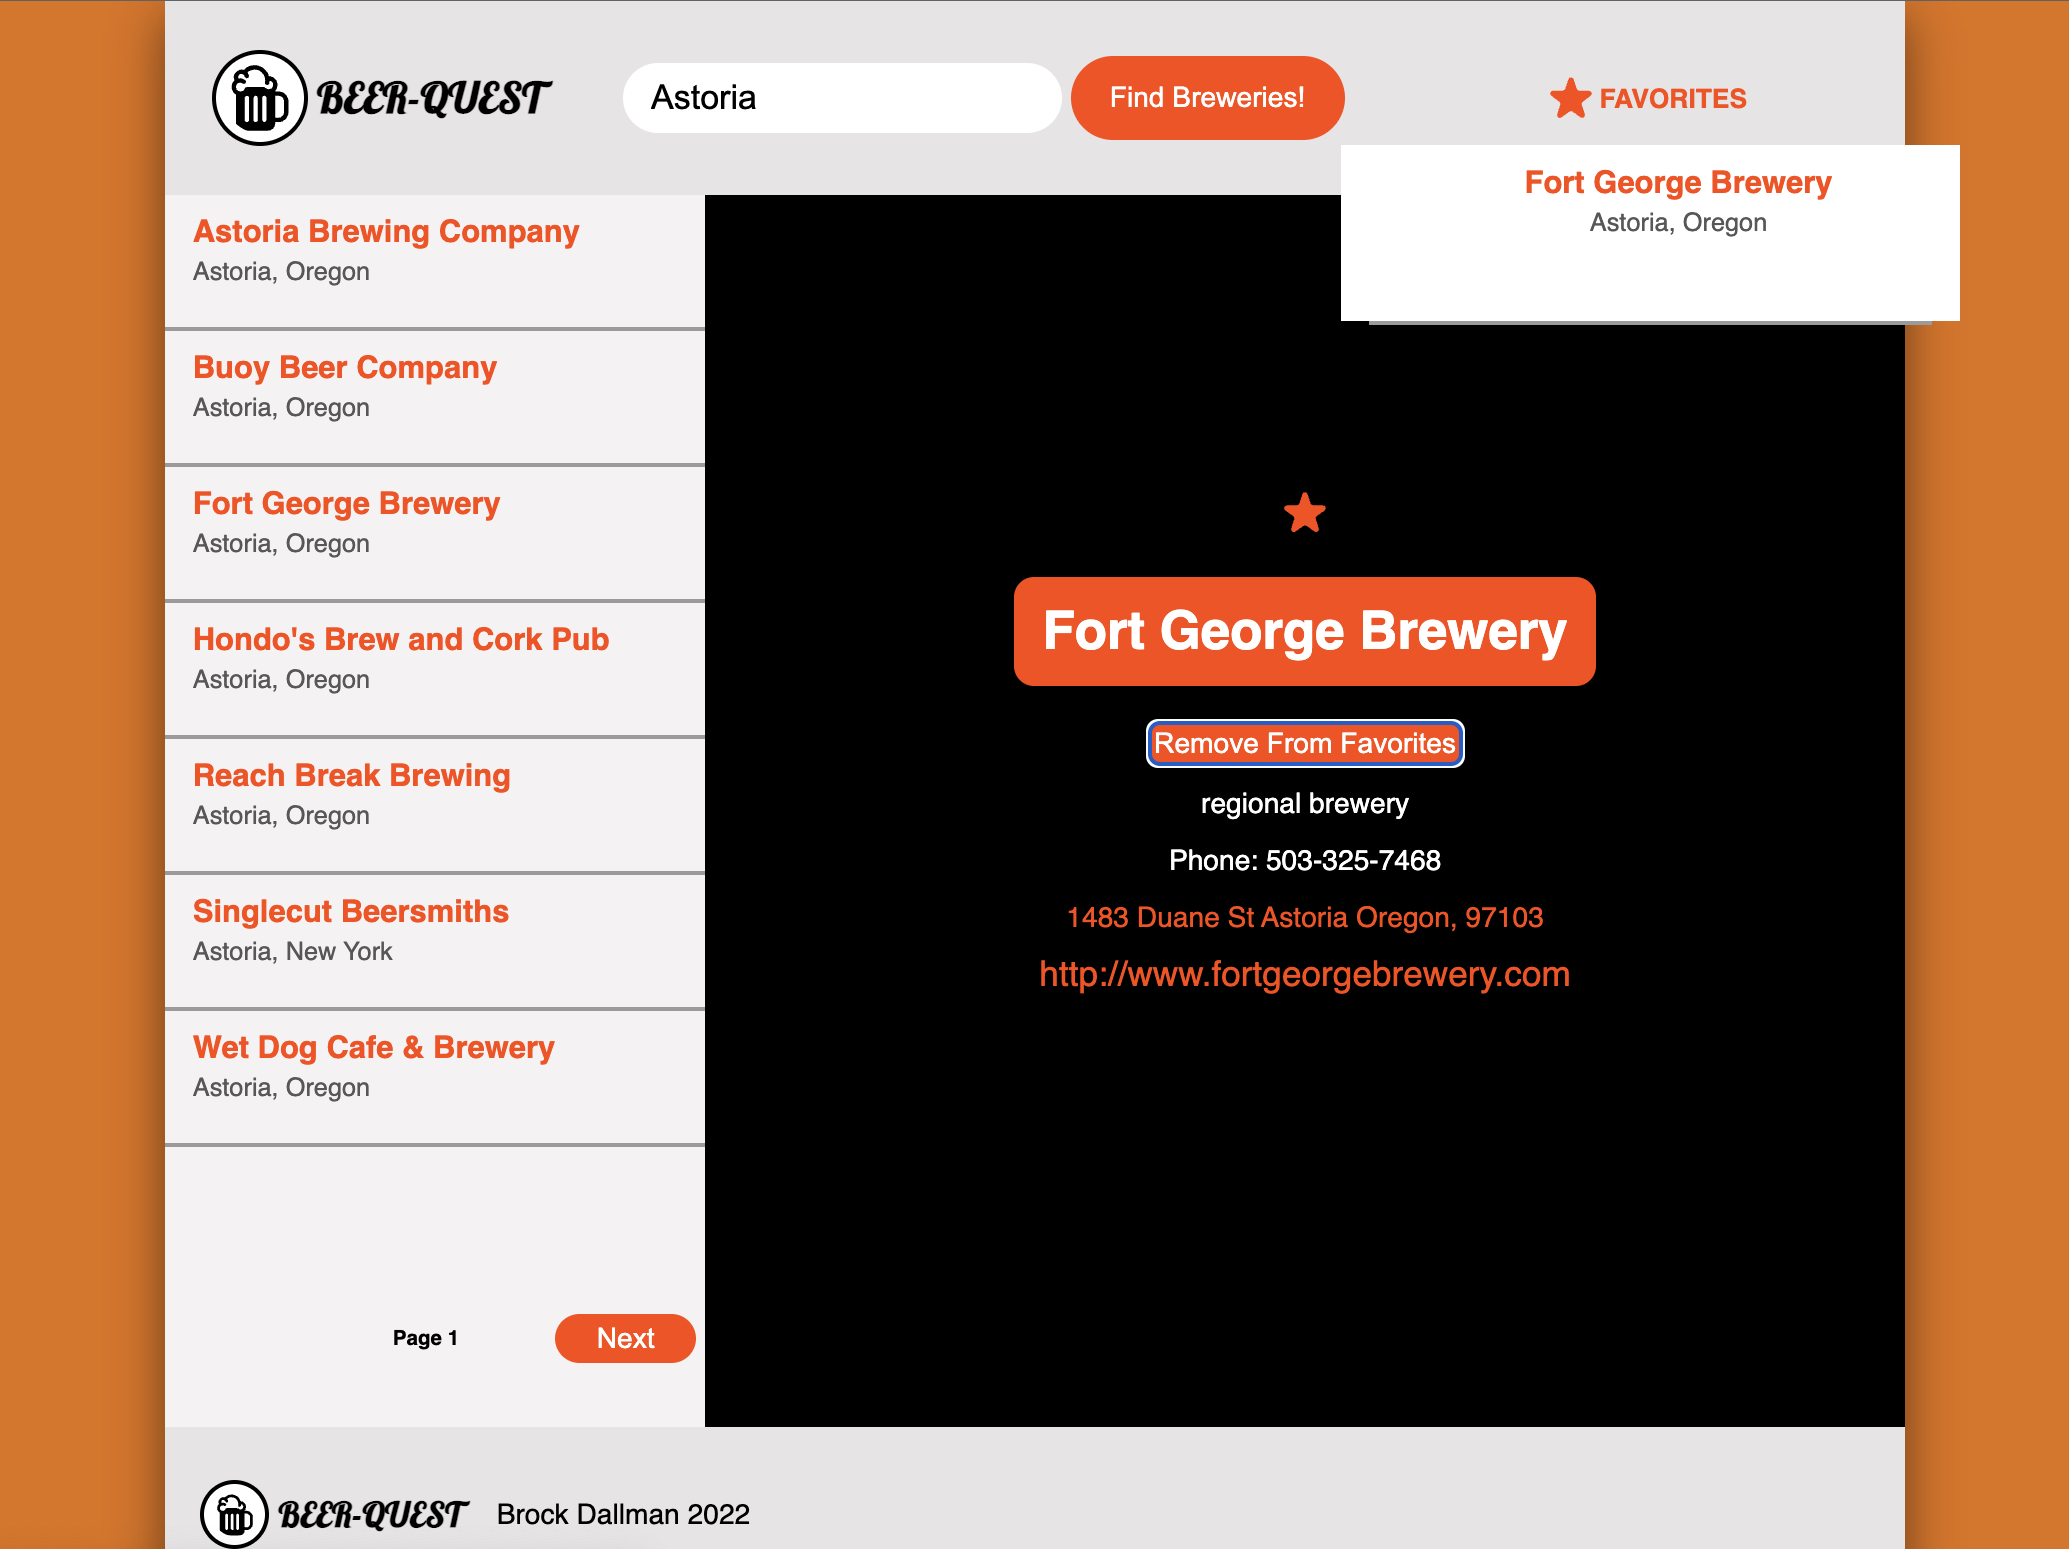 BEER-QUEST
Astoria
Find Breweries!
FAVORITES
Fort George Brewery
Astoria, Oregon
Astoria Brewing Company
Astoria, Oregon
Buoy Beer Company
Astoria, Oregon
Fort George Brewery
Astoria, Oregon
Hondo's Brew and Cork Pub
Astoria, Oregon
Reach Break Brewing
Astoria, Oregon
Singlecut Beersmiths
Astoria, New York
Wet Dog Cafe & Brewery
Astoria, Oregon
Page 1
Next
Fort George Brewery
Remove From Favorites
regional brewery
Phone: 503-325-7468
1483 Duane St Astoria Oregon, 97103
http://www.fortgeorgebrewery.com
BEER-QUEST
Brock Dallman 2022